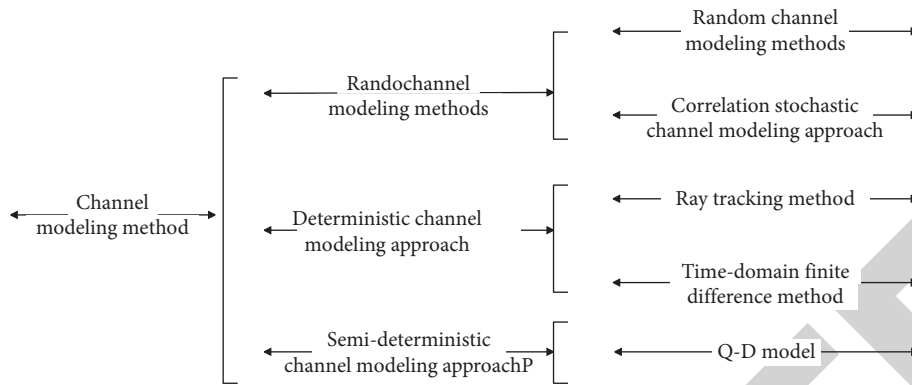 Channel
modeling method
Randochannel
modeling methods
Random channel
modeling methods
Correlation stochastic
channel modeling approach
Deterministic channel
modeling approach
Ray tracking method
Time-domain finite
difference method
Semi-deterministic
channel modeling approachP
Q-D model